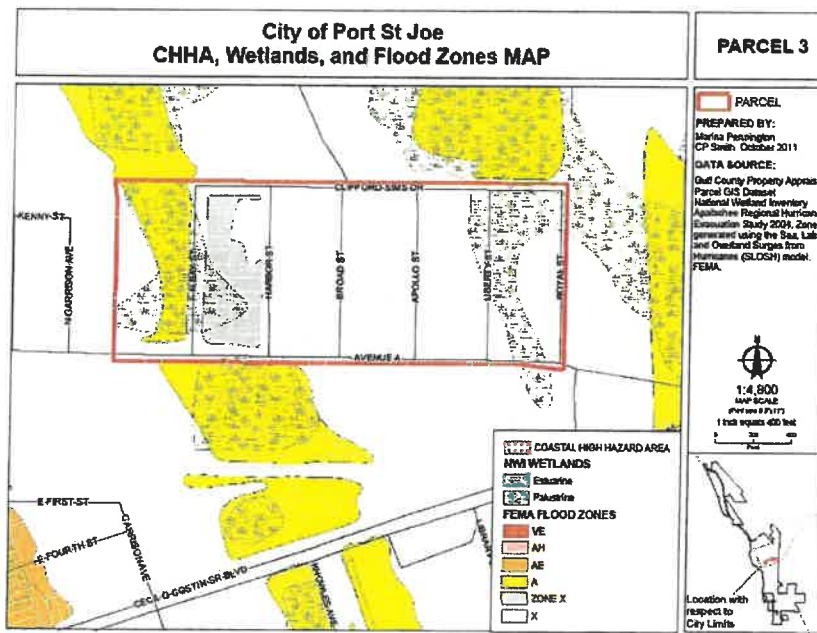 City of Port St Joe
CHHA, Wetlands, and Flood Zones MAP
PARCEL 3
PARCEL
PREPARED BY:
Marina Pennington
CP Smith October 2011
DATA SOURCE:
Gulf County Property Apprais
Parcel GIS Dataset
National Wetland Inventory
Apalachee Regional Hurrican
Evacuation Study 2004, Zone
generated using the Sea, Lake
and Overland Surges from
Hurricanes (SLOSH) model.
FEMA.
N
1:4,800
MAP SCALE
1 inch equals 400 feet
Feet
CLIFFORD-SIMS-DR
KENNY-ST
N-GARRISON-AVE
HARBOR-ST
BROAD ST
APOLLO-ST
LIBERTY-ST
ROYAL-ST
AVENUE A
E-FIRST-ST
GARRISON-AVE
E-FOURTH ST
CECIL-G-COSTIN-SR-BLVD
COASTAL HIGH HAZARD AREA
NWI WETLANDS
Estuarine
Palustrine
FEMA FLOOD ZONES
VE
AH
AE
A
ZONE X
X
Location with
respect to
City Limits